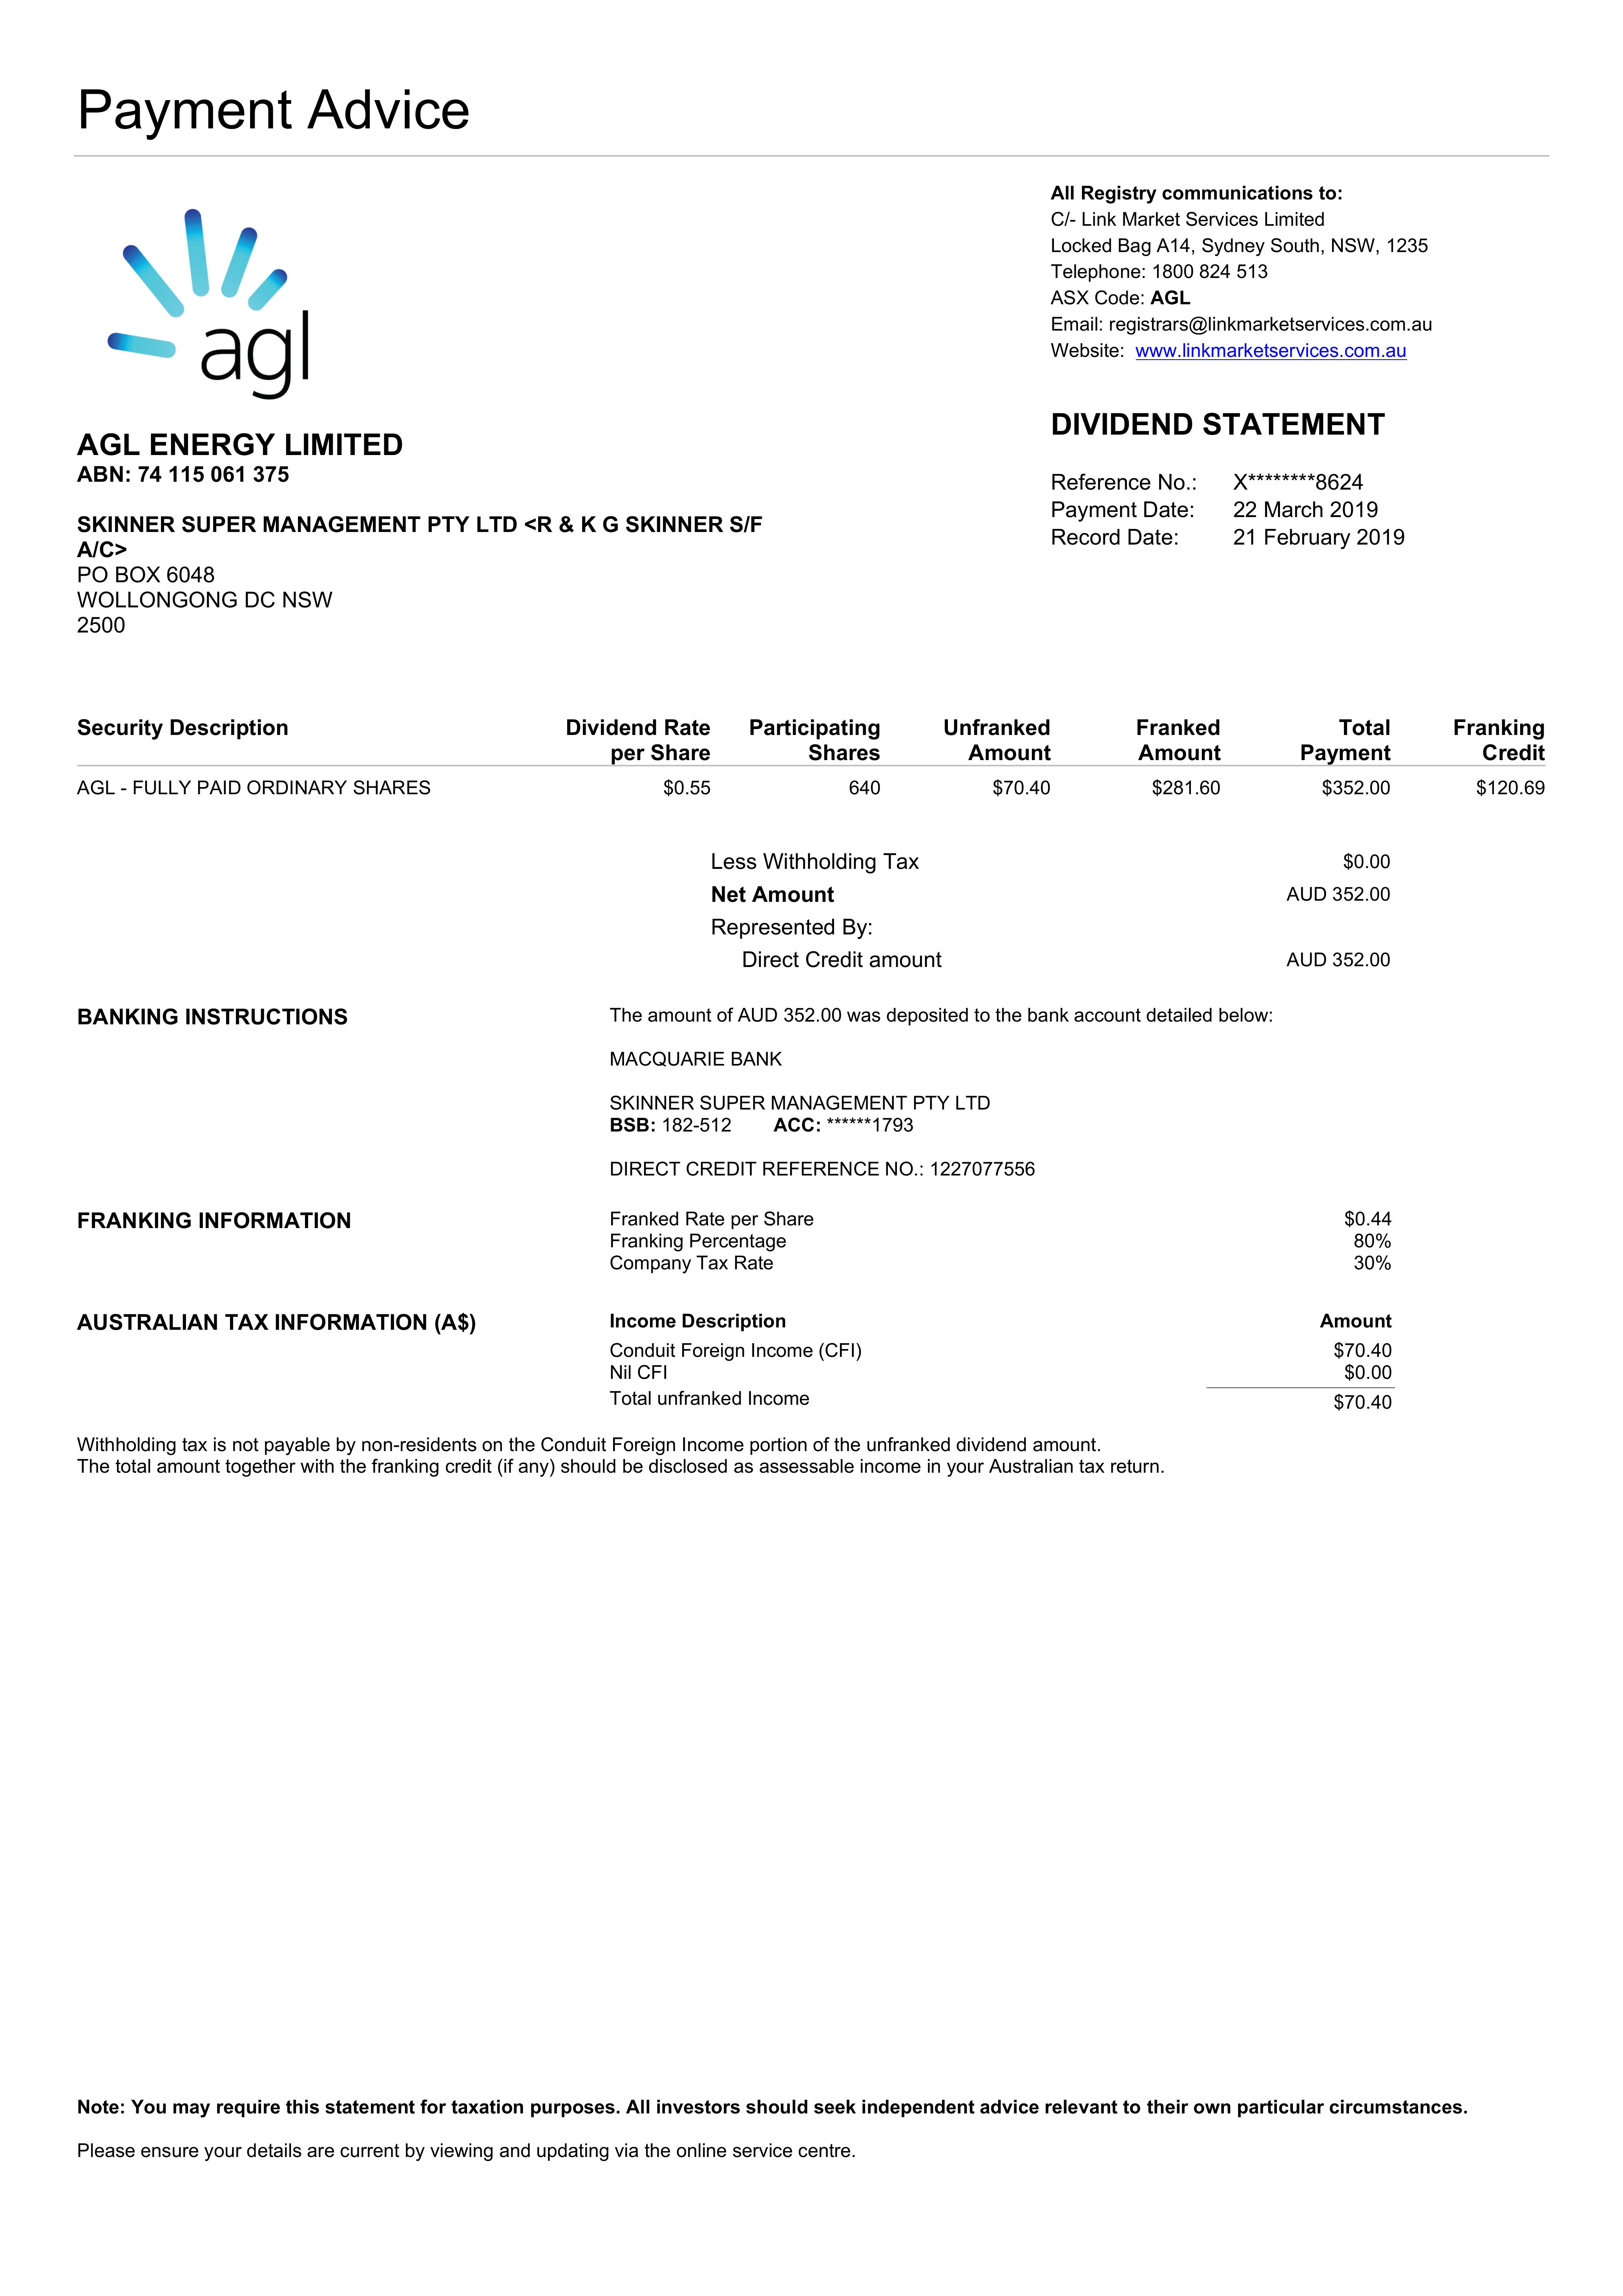 Payment Advice
All Registry communications to:
C/- Link Market Services Limited
Locked Bag A14, Sydney South, NSW, 1235
Telephone: 1800 824 513
ASX Code: AGL
Email: registrars@linkmarketservices.com.au
Website: www.linkmarketservices.com.au
agl
AGL ENERGY LIMITED
ABN: 74 115 061 375
SKINNER SUPER MANAGEMENT PTY LTD <R & K G SKINNER S/F
A/C>
PO BOX 6048
WOLLONGONG DC NSW
2500
DIVIDEND STATEMENT
Reference No.: X********8624
Payment Date: 22 March 2019
Record Date: 21 February 2019
Security Description Dividend Rate Participating Unfranked Franked Total Franking
per Share Shares Amount Amount Payment Credit
AGL - FULLY PAID ORDINARY SHARES $0.55 640 $70.40 $281.60 $352.00 $120.69
Less Withholding Tax $0.00
Net Amount AUD 352.00
Represented By:
Direct Credit amount AUD 352.00
BANKING INSTRUCTIONS The amount of AUD 352.00 was deposited to the bank account detailed below:
MACQUARIE BANK
SKINNER SUPER MANAGEMENT PTY LTD
BSB: 182-512 ACC: ******1793
DIRECT CREDIT REFERENCE NO.: 1227077556
FRANKING INFORMATION Franked Rate per Share $0.44
Franking Percentage 80%
Company Tax Rate 30%
AUSTRALIAN TAX INFORMATION (A$) Income Description Amount
Conduit Foreign Income (CFI) $70.40
Nil CFI $0.00
Total unfranked Income $70.40
Withholding tax is not payable by non-residents on the Conduit Foreign Income portion of the unfranked dividend amount.
The total amount together with the franking credit (if any) should be disclosed as assessable income in your Australian tax return.
Note: You may require this statement for taxation purposes. All investors should seek independent advice relevant to their own particular circumstances.
Please ensure your details are current by viewing and updating via the online service centre.